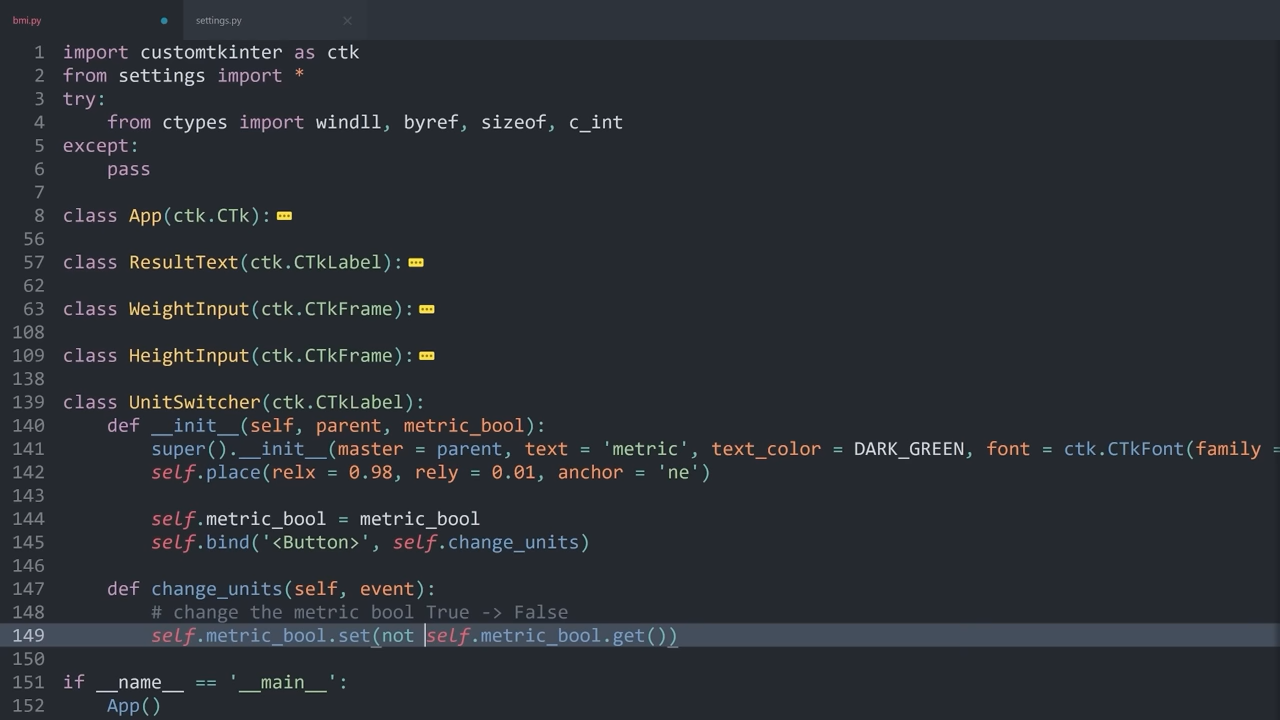 bmi.py
settings.py
1 import customtkinter as ctk
2 from settings import *
3 try:
4     from ctypes import windll, byref, sizeof, c_int
5 except:
6     pass
7
8 class App(ctk.CTk):
56
57 class ResultText(ctk.CTkLabel):
62
63 class WeightInput(ctk.CTkFrame):
108
109 class HeightInput(ctk.CTkFrame):
138
139 class UnitSwitcher(ctk.CTkLabel):
140     def __init__(self, parent, metric_bool):
141         super().__init__(master = parent, text = 'metric', text_color = DARK_GREEN, font = ctk.CTkFont(family =
142         self.place(relx = 0.98, rely = 0.01, anchor = 'ne')
143
144         self.metric_bool = metric_bool
145         self.bind('<Button>', self.change_units)
146
147     def change_units(self, event):
148         # change the metric bool True -> False
149         self.metric_bool.set(not self.metric_bool.get())
150
151 if __name__ == '__main__':
152     App()